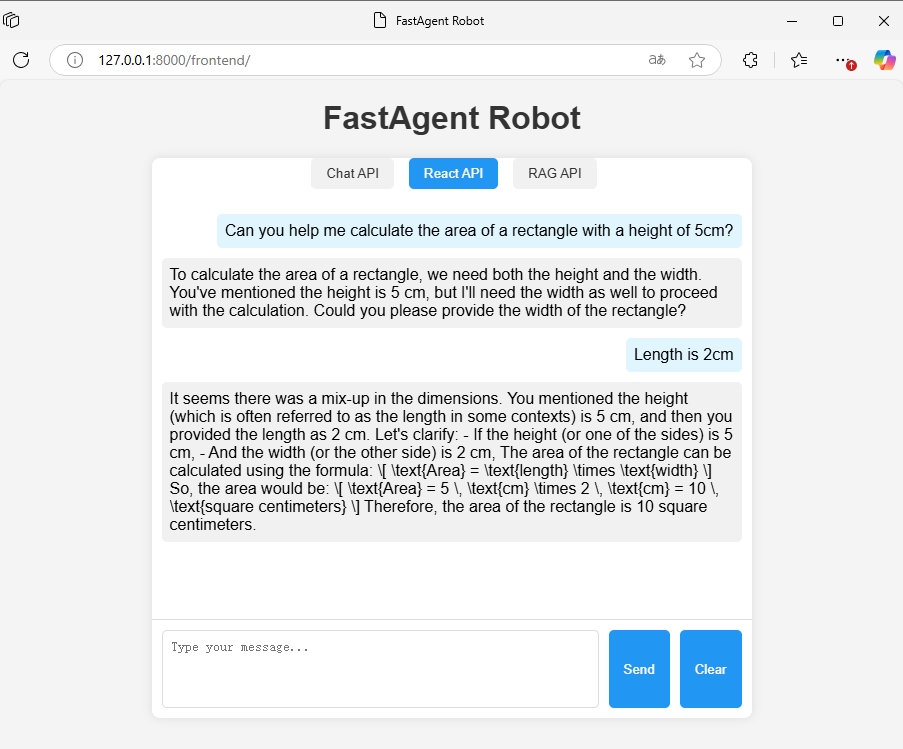 FastAgent Robot
127.0.0.1:8000/frontend/
aあ
FastAgent Robot
Chat API
React API
RAG API
Can you help me calculate the area of a rectangle with a height of 5cm?
To calculate the area of a rectangle, we need both the height and the width.
You've mentioned the height is 5 cm, but I'll need the width as well to proceed
with the calculation. Could you please provide the width of the rectangle?
Length is 2cm
It seems there was a mix-up in the dimensions. You mentioned the height
(which is often referred to as the length in some contexts) is 5 cm, and then you
provided the length as 2 cm. Let's clarify: - If the height (or one of the sides) is 5
cm, - And the width (or the other side) is 2 cm, The area of the rectangle can be
calculated using the formula: \[ \text{Area} = \text{length} \times \text{width} \]
So, the area would be: \[ \text{Area} = 5 \, \text{cm} \times 2 \, \text{cm} = 10 \,
\text{square centimeters} \] Therefore, the area of the rectangle is 10 square
centimeters.
Type your message...
Send
Clear